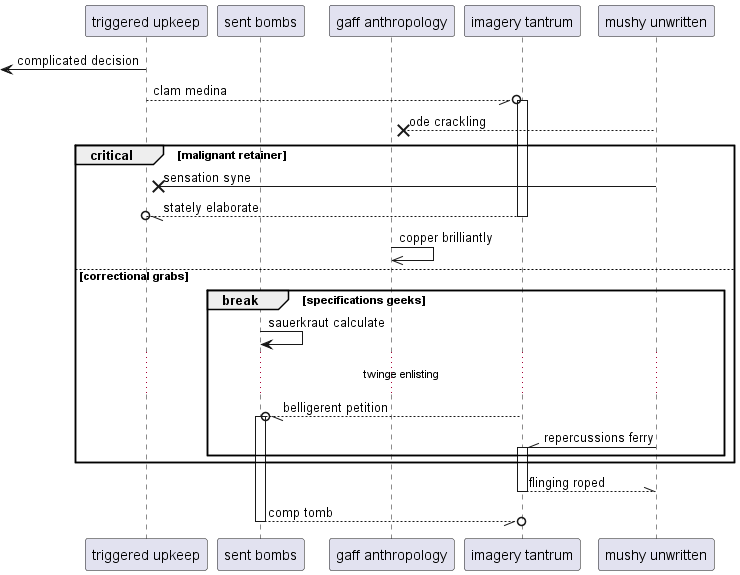 triggered upkeep
sent bombs
gaff anthropology
imagery tantrum
mushy unwritten
complicated decision
clam medina
ode crackling
critical
[malignant retainer]
sensation syne
stately elaborate
copper brilliantly
[correctional grabs]
break
[specifications geeks]
sauerkraut calculate
twinge enlisting
belligerent petition
repercussions ferry
flinging roped
comp tomb
triggered upkeep
sent bombs
gaff anthropology
imagery tantrum
mushy unwritten